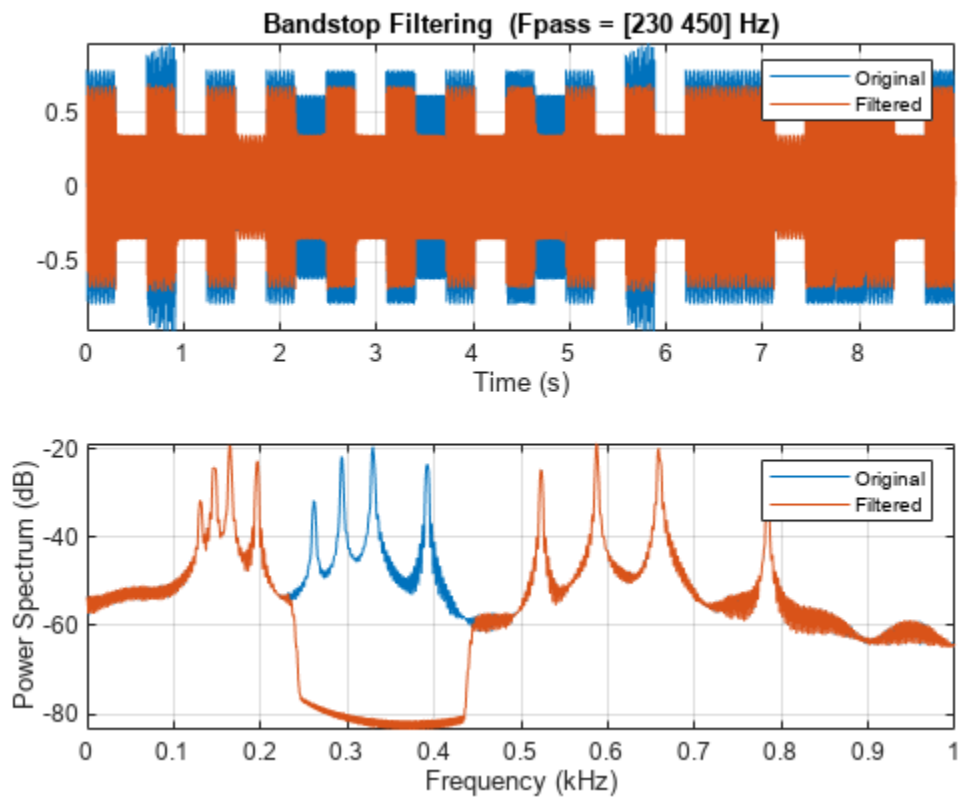 Bandstop Filtering (Fpass = [230 450] Hz)
Original
Filtered
0.5
0
-0.5
0 1 2 3 4 5 6 7 8
Time (s)
Power Spectrum (dB)
-20
Original
Filtered
-40
-60
-80
0 0.1 0.2 0.3 0.4 0.5 0.6 0.7 0.8 0.9 1
Frequency (kHz)